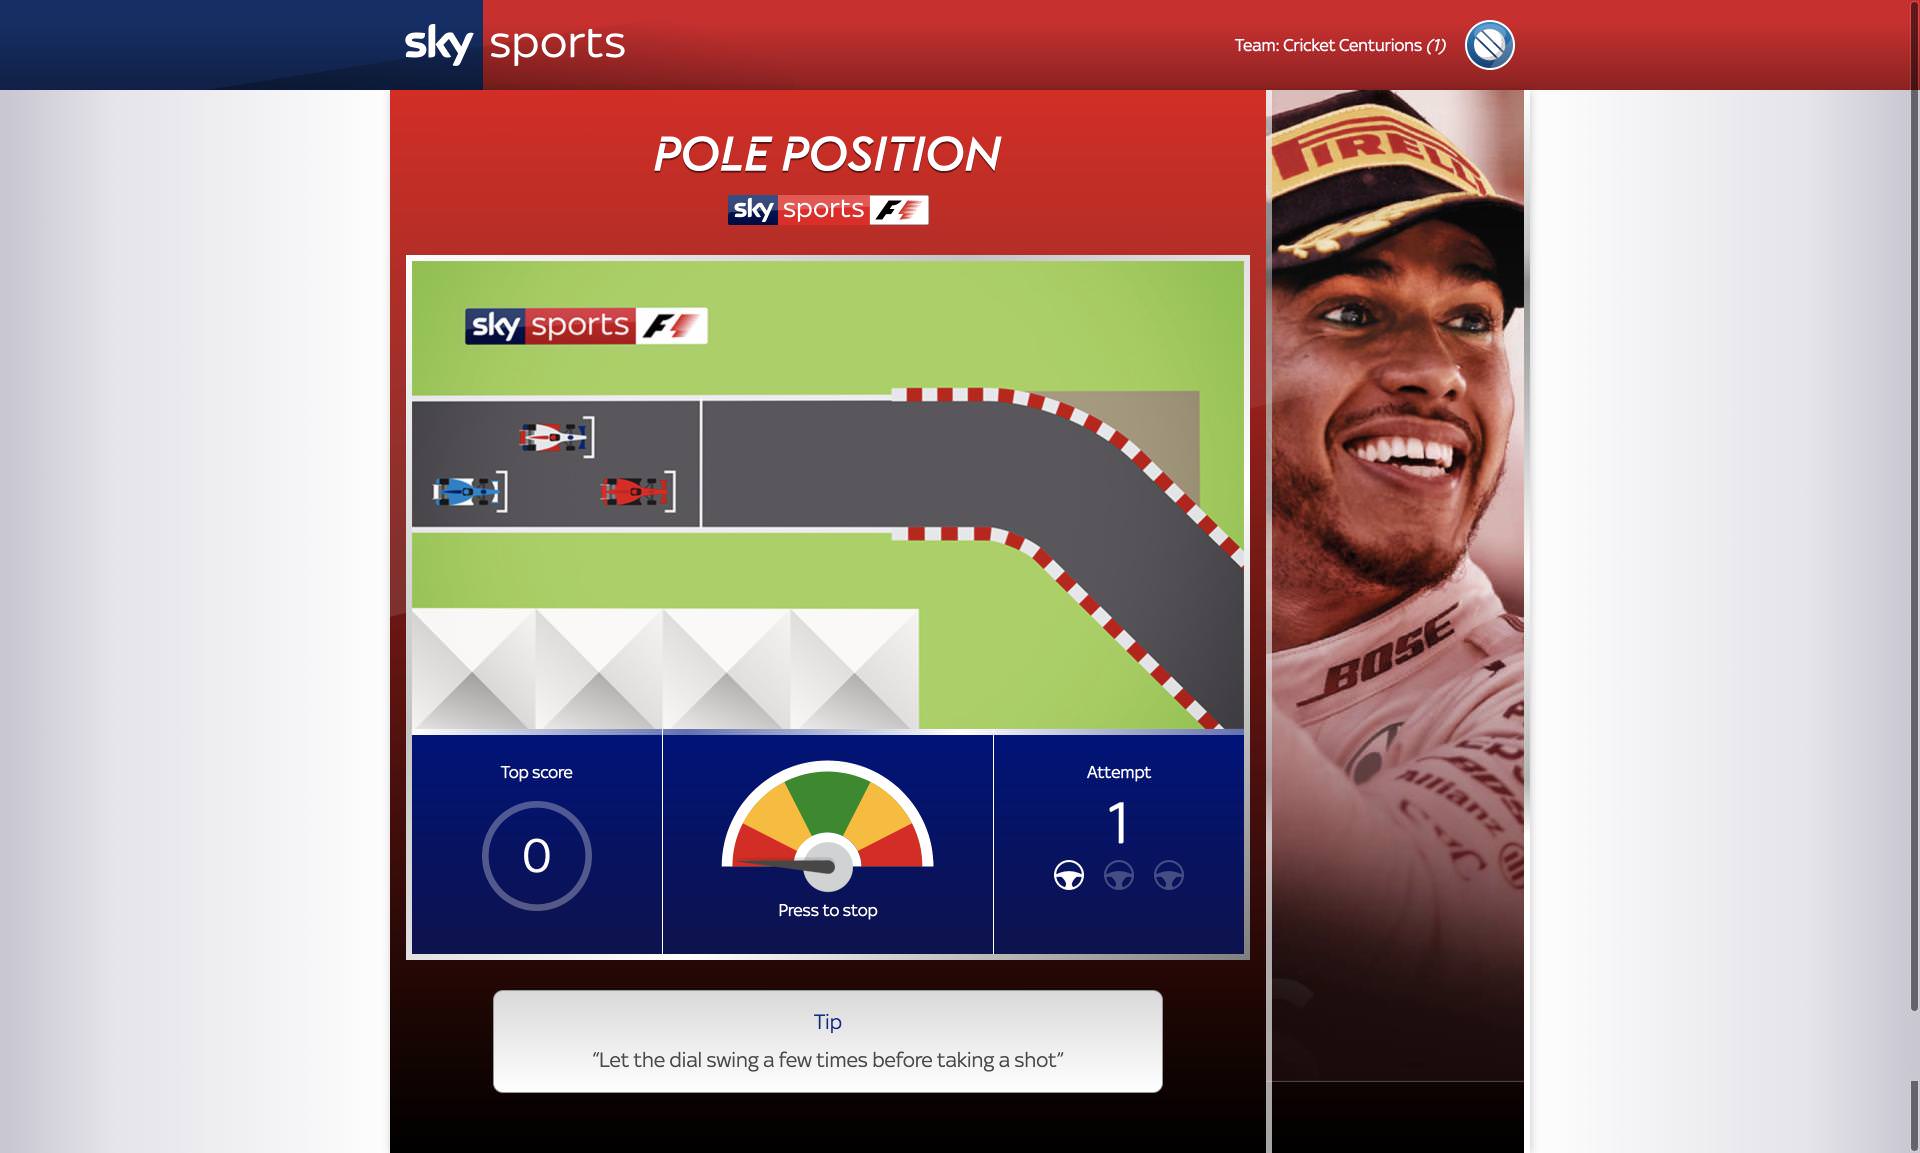 sky sports
Team: Cricket Centurions (1)
POLE POSITION
sky sports F1
PIRELLI
sky sports F1
BOSE
Top score
0
Press to stop
Attempt
1
Allianz
Tip
“Let the dial swing a few times before taking a shot”